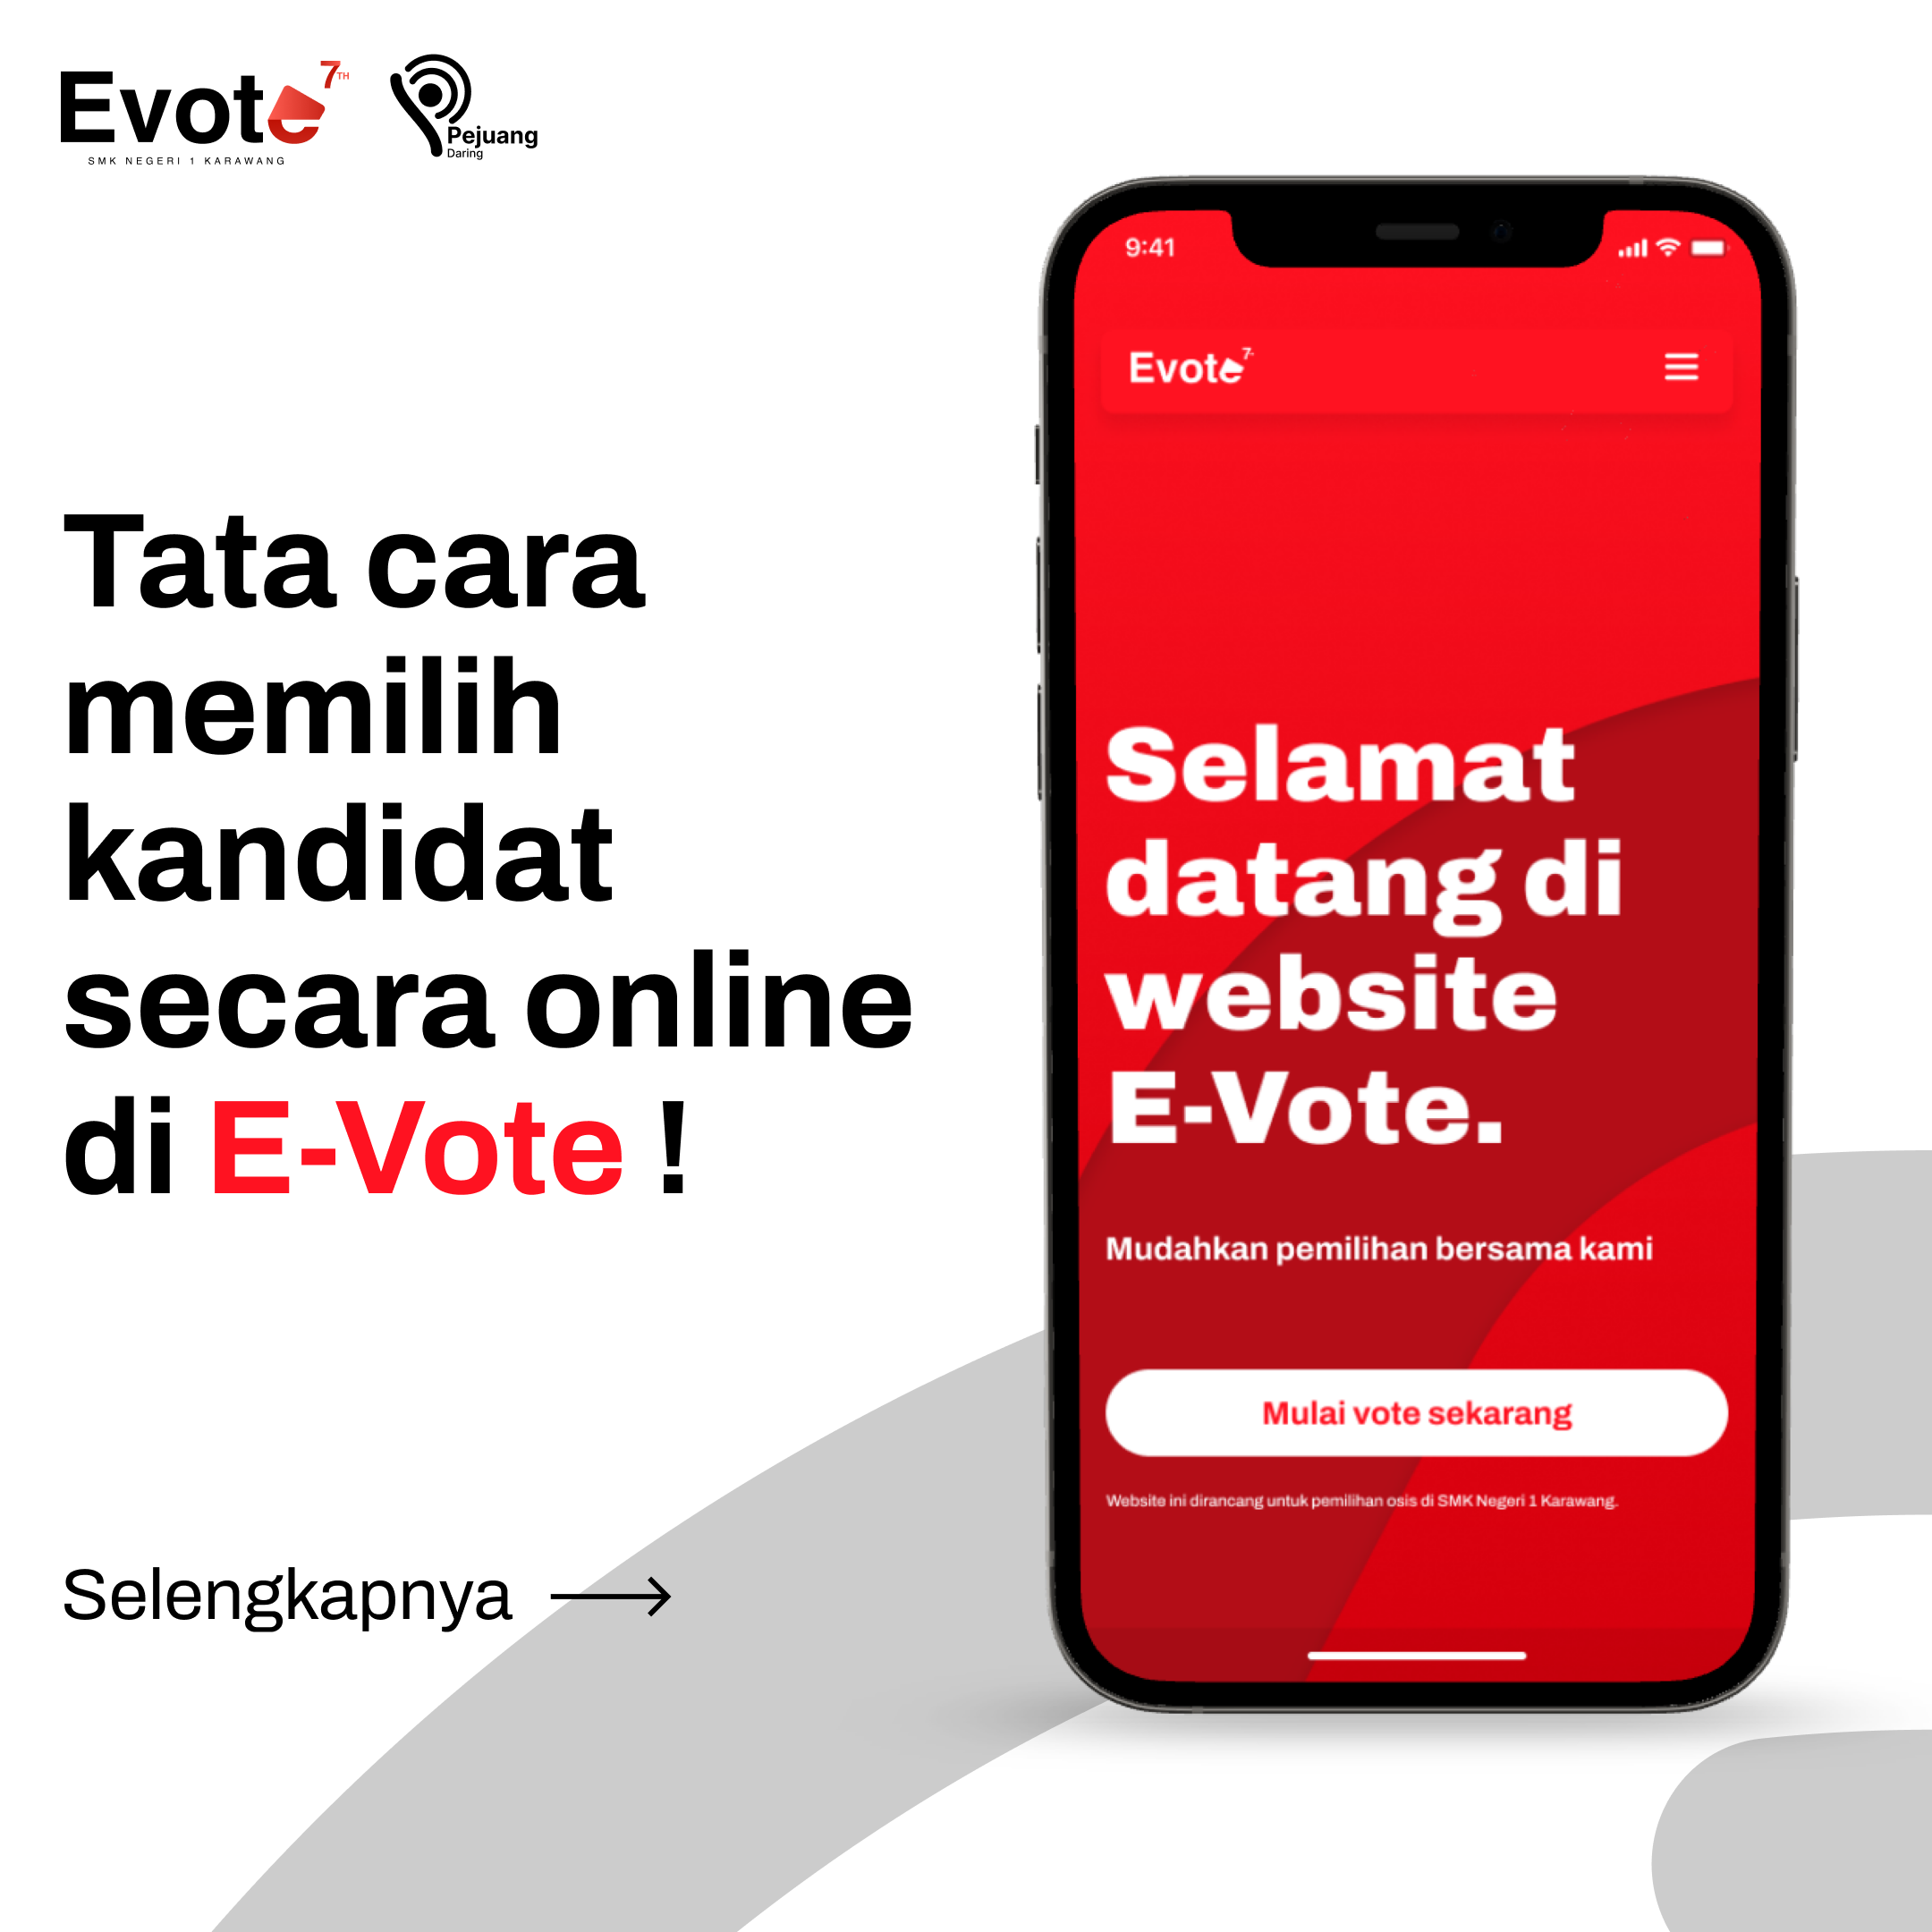 Evote 7TH
SMK NEGERI 1 KARAWANG
Pejuang
Daring
Tata cara
memilih
kandidat
secara online
di E-Vote !
Selengkapnya
9:41
Evote 7
Selamat
datang di
website
E-Vote.
Mudahkan pemilihan bersama kami
Mulai vote sekarang
Website ini dirancang untuk pemilihan osis di SMK Negeri 1 Karawang.